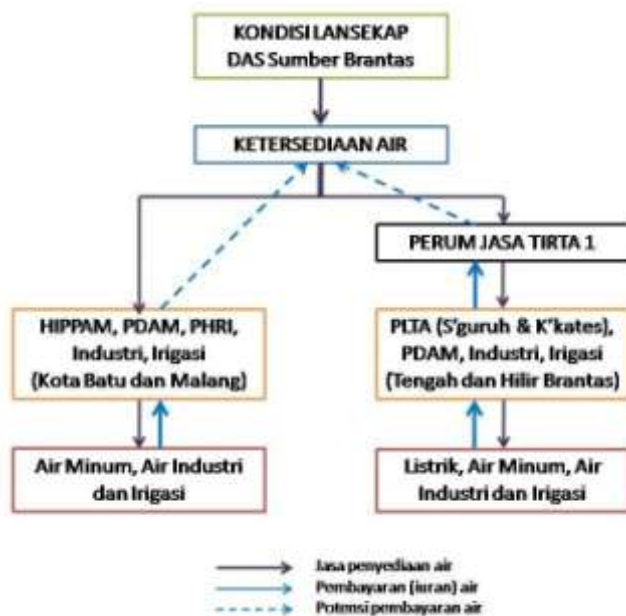 KONDISI LANSEKAP
DAS Sumber Brantas
KETERSEDIAAN AIR
PERUM JASA TIRTA 1
HIPPAM, PDAM, PHRI,
Industri, Irigasi
(Kota Batu dan Malang)
PLTA (S'guruh & K'kates),
PDAM, Industri, Irigasi
(Tengah dan Hilir Brantas)
Air Minum, Air Industri
dan Irigasi
Listrik, Air Minum, Air
Industri dan Irigasi
Jasa penyediaan air
Pembayaran (iuran) air
Potensi pembayaran air